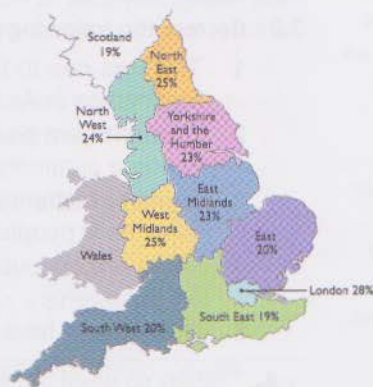 Scotland
19%
North
East
25%
North
West
24%
Yorkshire
and the
Humber
23%
East
Midlands
23%
West
Midlands
25%
East
20%
Wales
London 28%
South East 19%
South West 20%